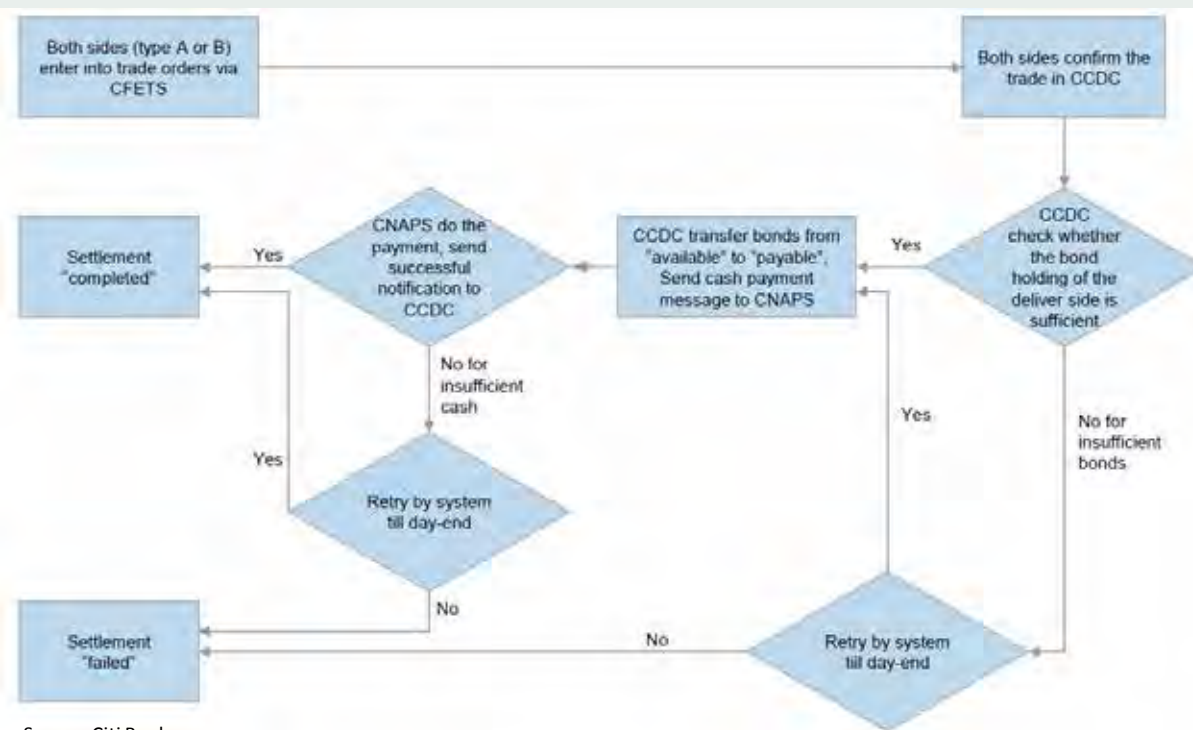 Both sides (type A or B)
enter into trade orders via
CFETS
Both sides confirm the
trade in CCDC
CCDC
check whether
the bond
holding of the
deliver side is
sufficient
Yes
CCDC transfer bonds from
"available" to "payable",
Send cash payment
message to CNAPS
CNAPS do the
payment, send
successful
notification to
CCDC
Yes
Settlement
"completed"
No for
insufficient
cash
Yes
No for
insufficient
bonds
Yes
Retry by system
till day-end
No
Settlement
"failed"
No
Retry by system
till day-end